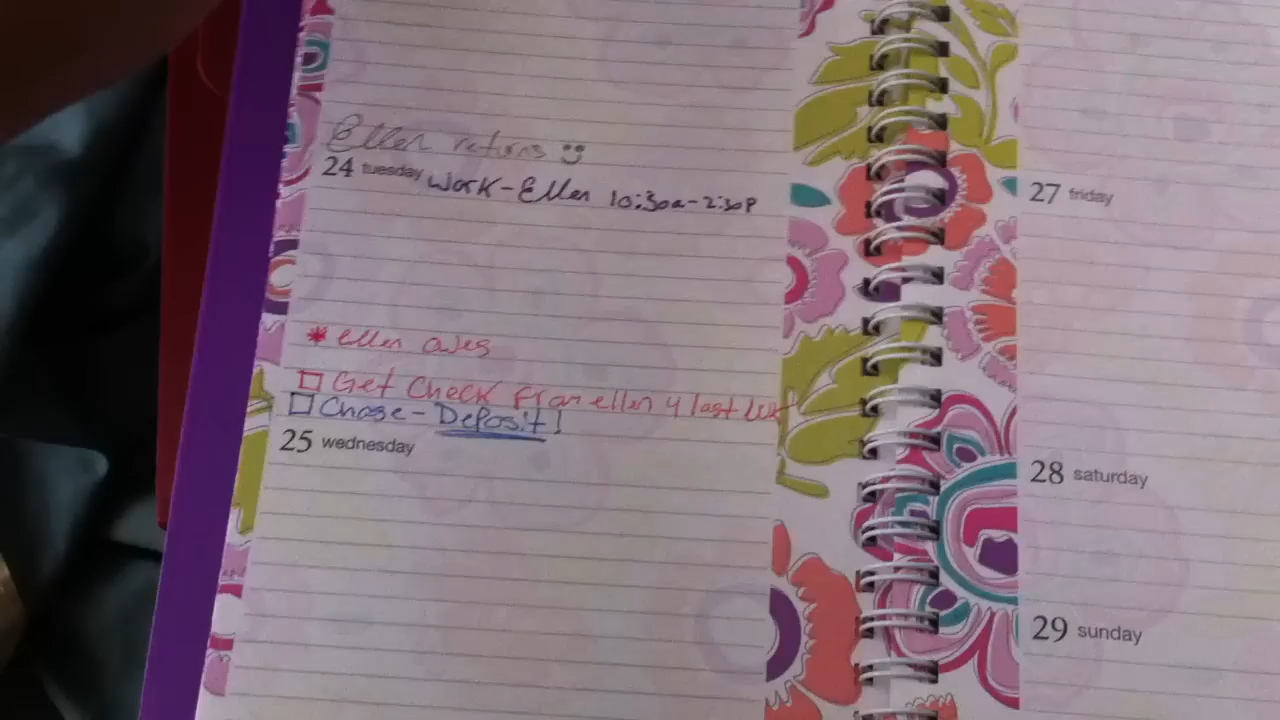 Ellen returns
24 tuesday Work - Ellen 10:30a - 2:30p
* ellen owes
Get Check From ellen 4 last
Chase - Deposit!
25 wednesday
27 friday
28 saturday
29 sunday